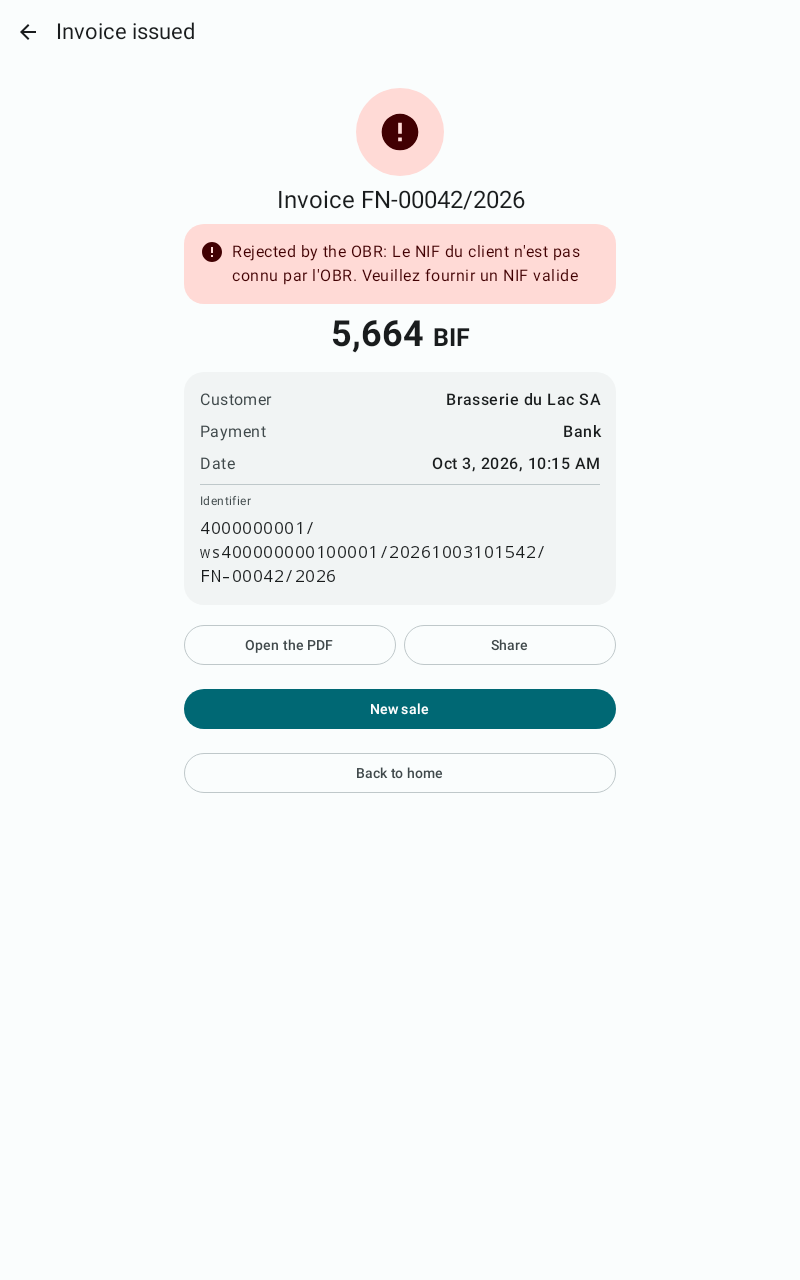 Invoice issued
Invoice FN-00042/2026
Rejected by the OBR: Le NIF du client n'est pas
connu par l'OBR. Veuillez fournir un NIF valide
5,664 BIF
Customer Brasserie du Lac SA
Payment Bank
Date Oct 3, 2026, 10:15 AM
Identifier
4000000001/
ws400000000100001/20261003101542/
FN-00042/2026
Open the PDF Share
New sale
Back to home